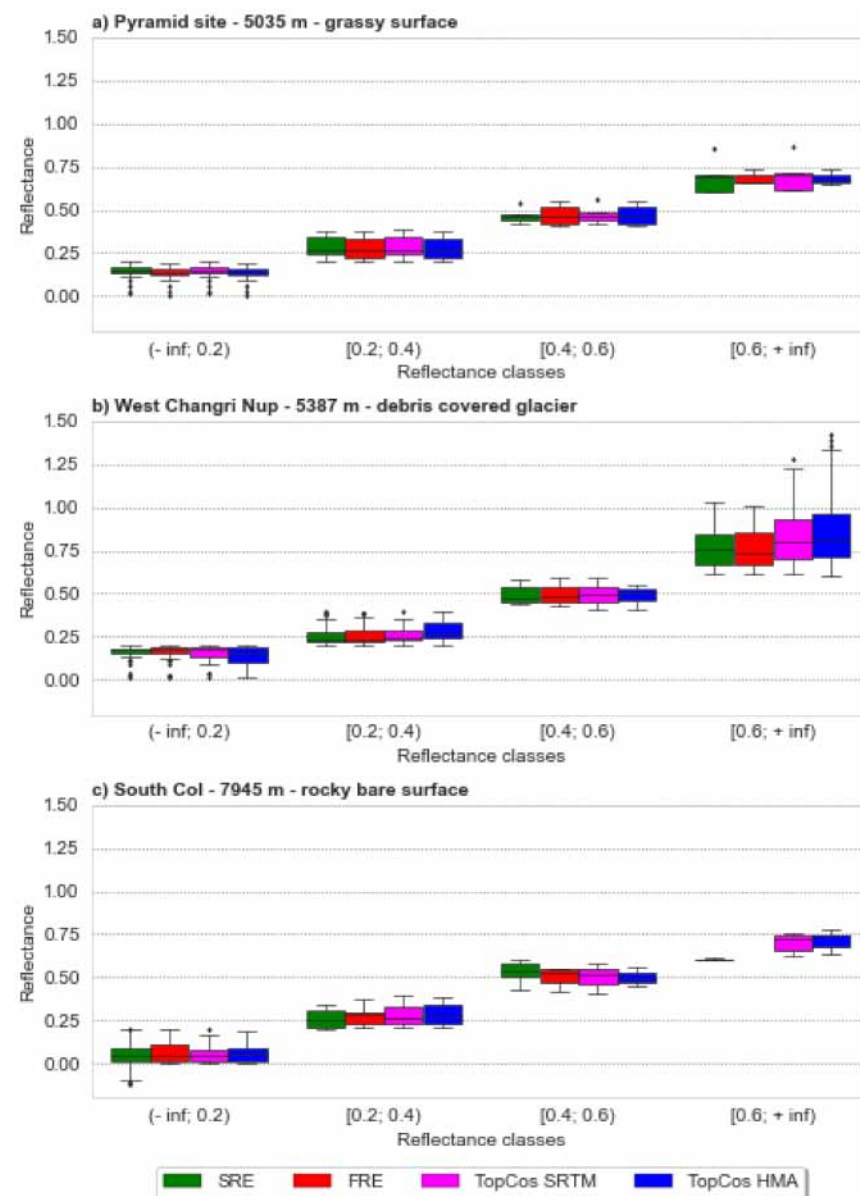 a) Pyramid site - 5035 m - grassy surface
1.50
1.25
1.00
0.75
0.50
0.25
0.00
Reflectance
(- inf; 0.2)
[0.2; 0.4)
[0.4; 0.6)
[0.6; + inf)
Reflectance classes
b) West Changri Nup - 5387 m - debris covered glacier
1.50
1.25
1.00
0.75
0.50
0.25
0.00
Reflectance
(- inf; 0.2)
[0.2; 0.4)
[0.4; 0.6)
[0.6; + inf)
Reflectance classes
c) South Col - 7945 m - rocky bare surface
1.50
1.25
1.00
0.75
0.50
0.25
0.00
Reflectance
(- inf; 0.2)
[0.2; 0.4)
[0.4; 0.6)
[0.6; + inf)
Reflectance classes
SRE
FRE
TopCos SRTM
TopCos HMA